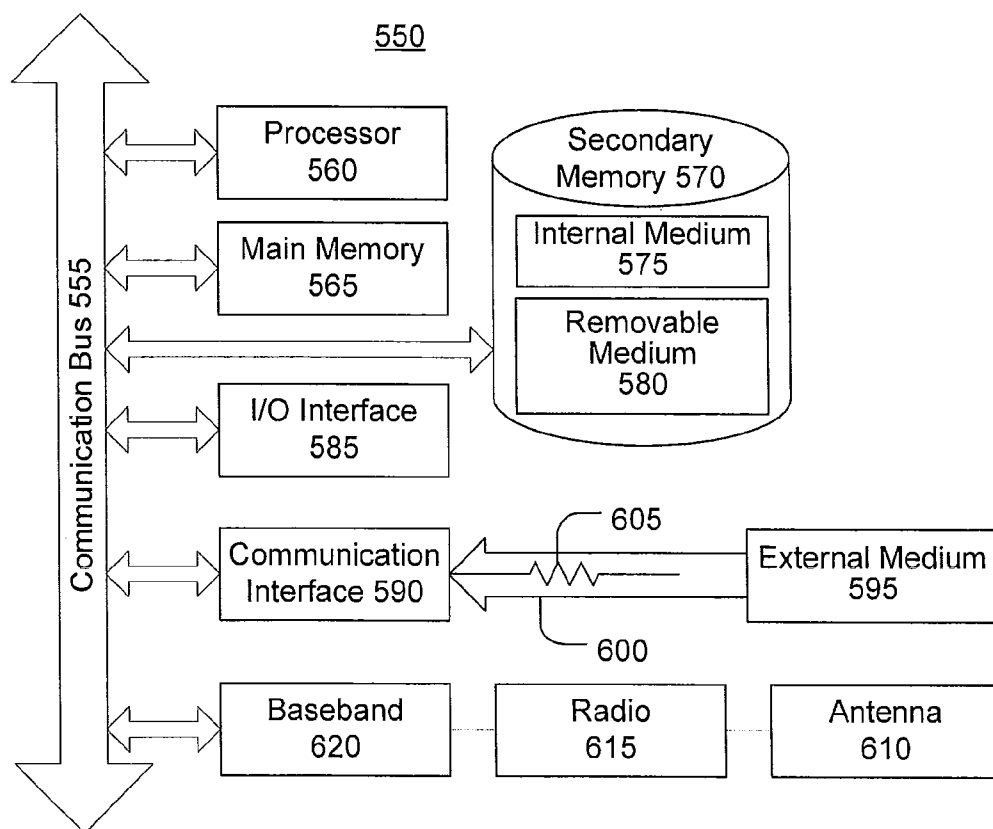 550
Communication Bus 555
Processor
560
Main Memory
565
Secondary
Memory 570
Internal Medium
575
Removable
Medium
580
I/O Interface
585
Communication
Interface 590
605
600
External Medium
595
Baseband
620
Radio
615
Antenna
610